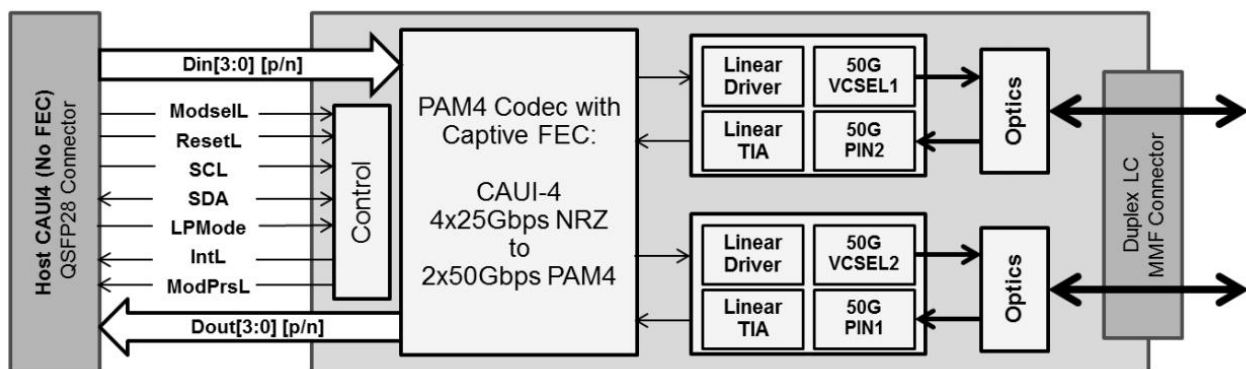 Host CAUI4 (No FEC)
QSFP28 Connector
Din[3:0] [p/n]
ModselL
ResetL
SCL
SDA
LPMode
IntL
ModPrsL
Dout[3:0] [p/n]
Control
PAM4 Codec with
Captive FEC:
CAUI-4
4x25Gbps NRZ
to
2x50Gbps PAM4
Linear
Driver
50G
VCSEL1
Linear
TIA
50G
PIN2
Optics
Linear
Driver
50G
VCSEL2
Linear
TIA
50G
PIN1
Optics
Duplex LC
MMF Connector